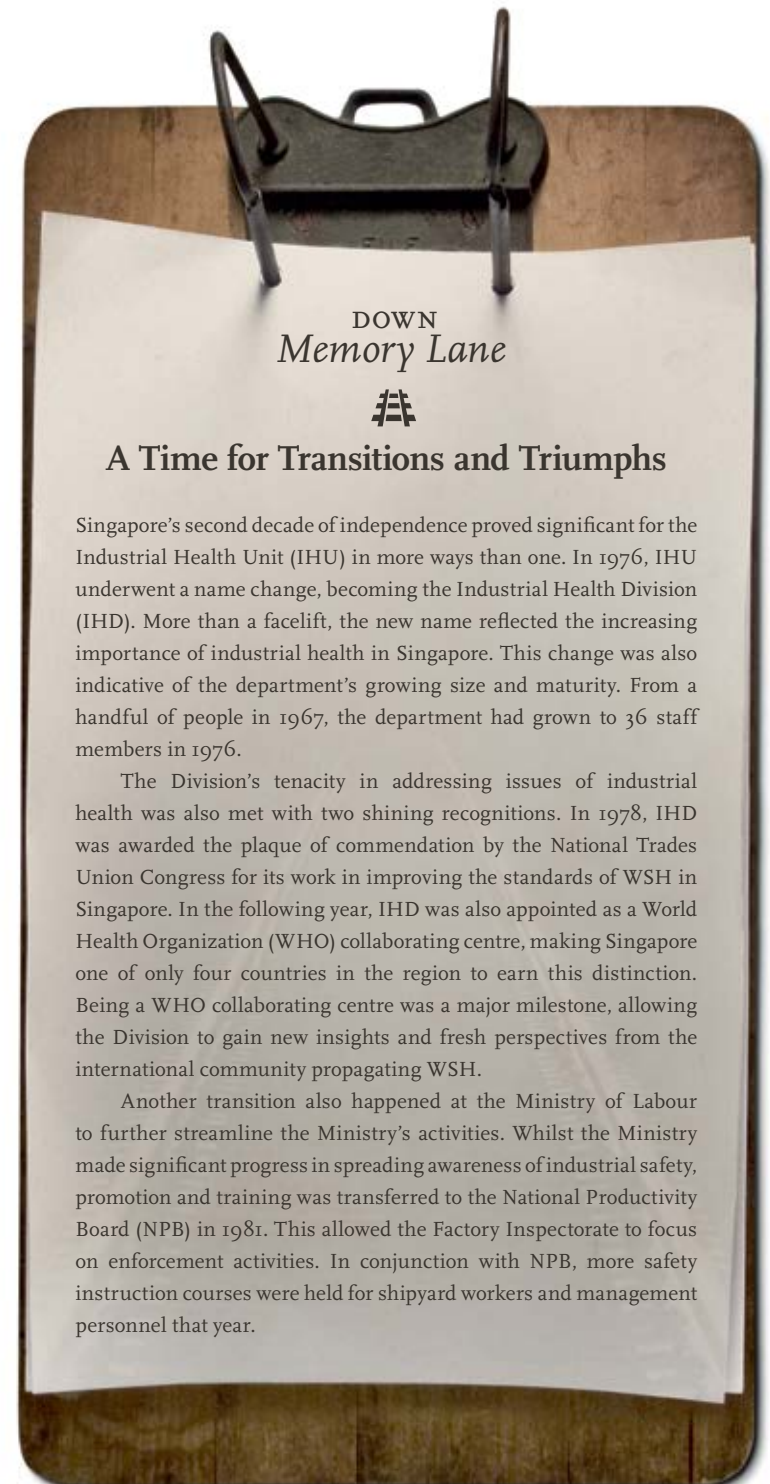 DOWN
Memory Lane
A Time for Transitions and Triumphs
Singapore’s second decade of independence proved significant for the
Industrial Health Unit (IHU) in more ways than one. In 1976, IHU
underwent a name change, becoming the Industrial Health Division
(IHD). More than a facelift, the new name reflected the increasing
importance of industrial health in Singapore. This change was also
indicative of the department’s growing size and maturity. From a
handful of people in 1967, the department had grown to 36 staff
members in 1976.
The Division’s tenacity in addressing issues of industrial
health was also met with two shining recognitions. In 1978, IHD
was awarded the plaque of commendation by the National Trades
Union Congress for its work in improving the standards of WSH in
Singapore. In the following year, IHD was also appointed as a World
Health Organization (WHO) collaborating centre, making Singapore
one of only four countries in the region to earn this distinction.
Being a WHO collaborating centre was a major milestone, allowing
the Division to gain new insights and fresh perspectives from the
international community propagating WSH.
Another transition also happened at the Ministry of Labour
to further streamline the Ministry’s activities. Whilst the Ministry
made significant progress in spreading awareness of industrial safety,
promotion and training was transferred to the National Productivity
Board (NPB) in 1981. This allowed the Factory Inspectorate to focus
on enforcement activities. In conjunction with NPB, more safety
instruction courses were held for shipyard workers and management
personnel that year.